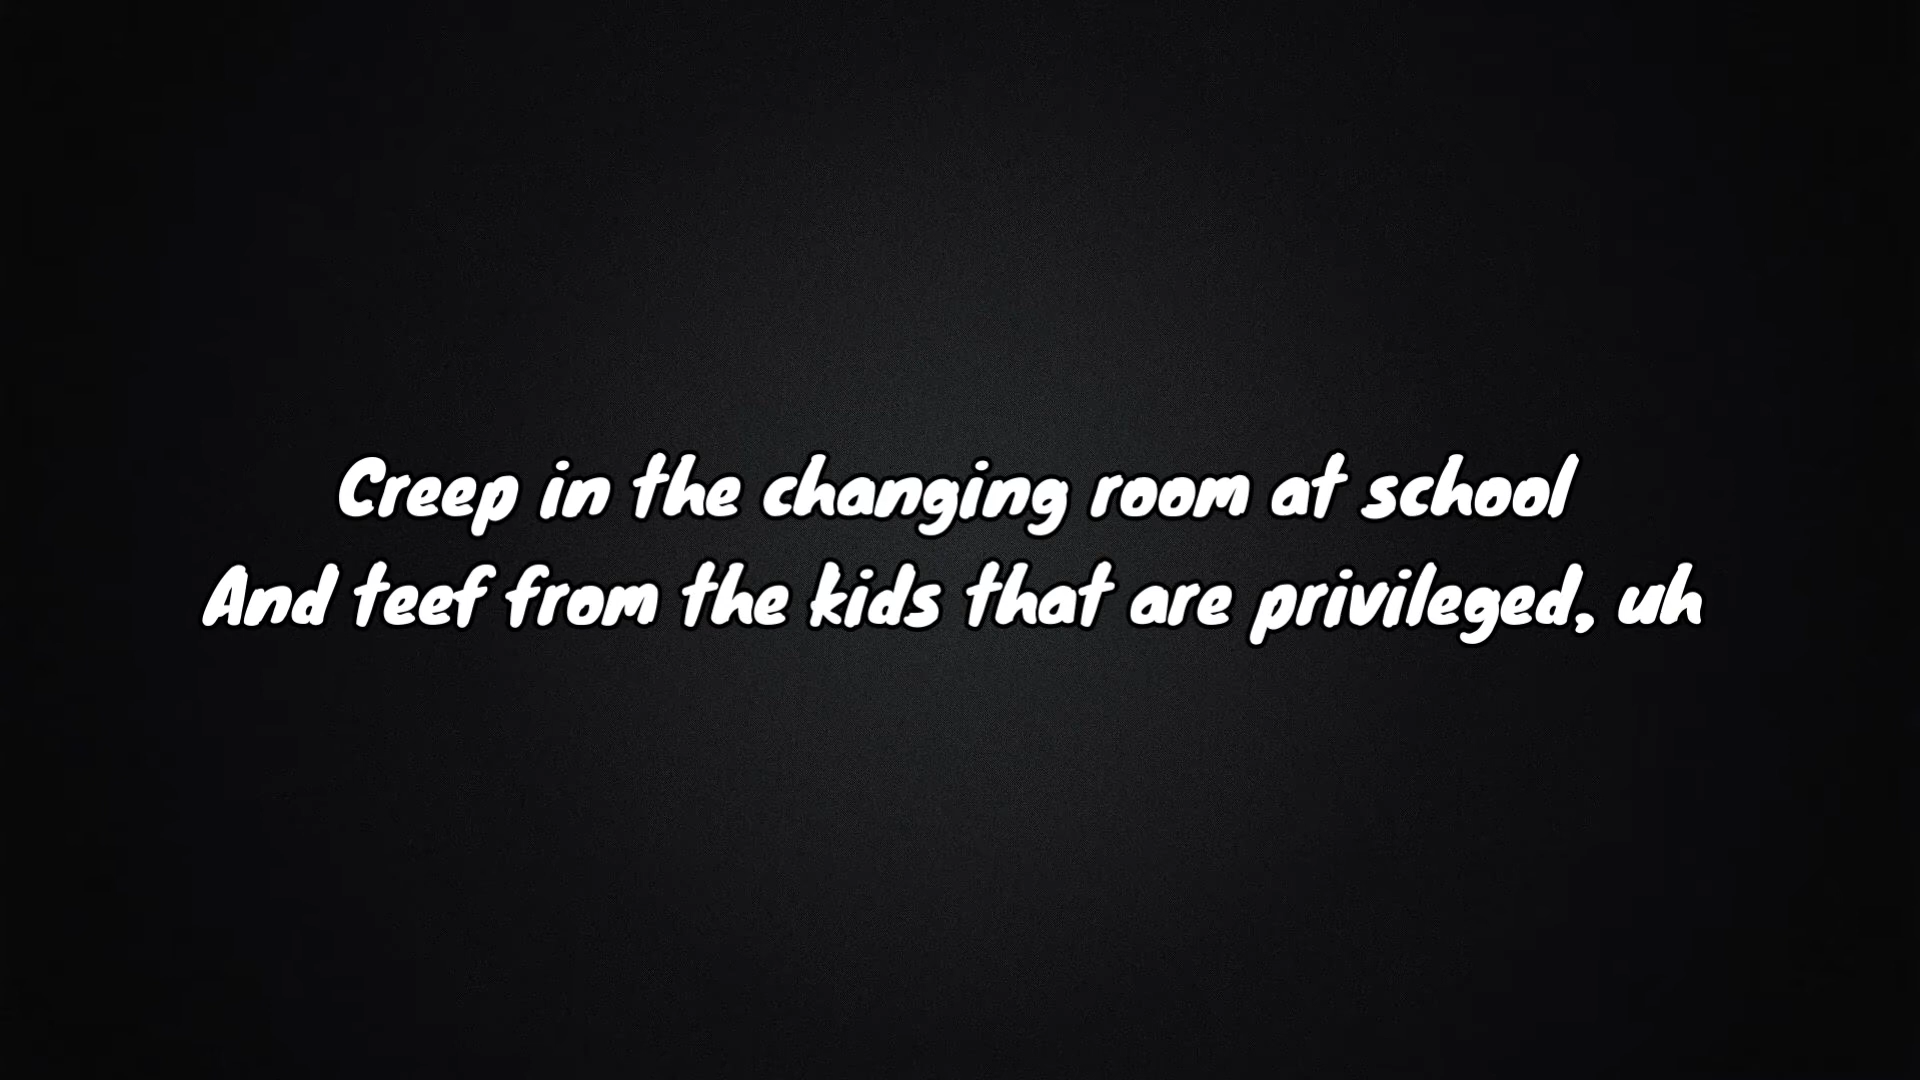 Creep in the changing room at school
And teef from the kids that are privileged, uh